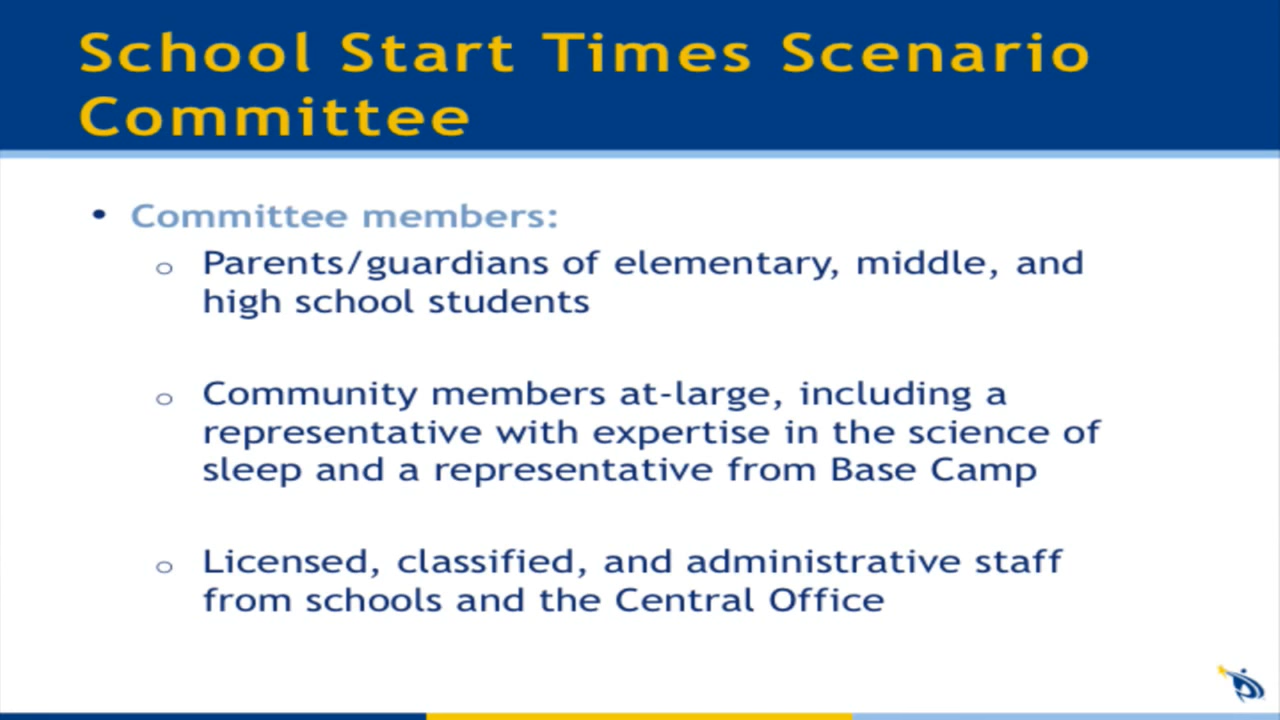 School Start Times Scenario
Committee
• Committee members:
o Parents/guardians of elementary, middle, and
high school students
o Community members at-large, including a
representative with expertise in the science of
sleep and a representative from Base Camp
o Licensed, classified, and administrative staff
from schools and the Central Office